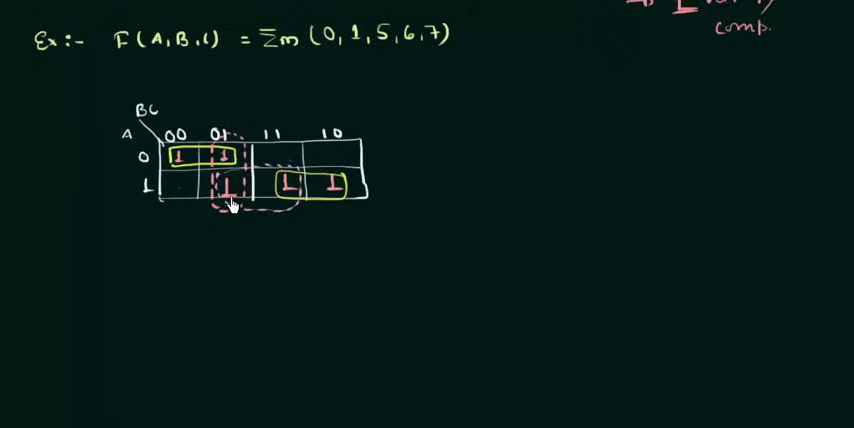 comp.
Ex:- F(A,B,C) = Σm (0, 1, 5, 6, 7)
BC
A 00 01 11 10
0 1 1
1 1 1 1